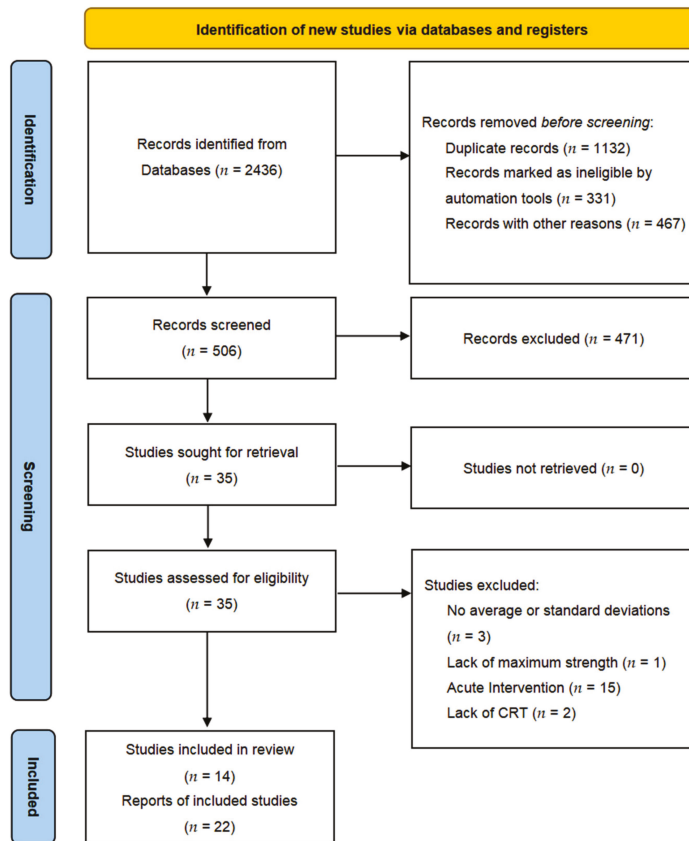 Identification of new studies via databases and registers
Identification
Records identified from
Databases (n = 2436)
Records removed before screening:
Duplicate records (n = 1132)
Records marked as ineligible by
automation tools (n = 331)
Records with other reasons (n = 467)
Screening
Records screened
(n = 506)
Records excluded (n = 471)
Studies sought for retrieval
(n = 35)
Studies not retrieved (n = 0)
Studies assessed for eligibility
(n = 35)
Studies excluded:
No average or standard deviations
(n = 3)
Lack of maximum strength (n = 1)
Acute Intervention (n = 15)
Lack of CRT (n = 2)
Included
Studies included in review
(n = 14)
Reports of included studies
(n = 22)